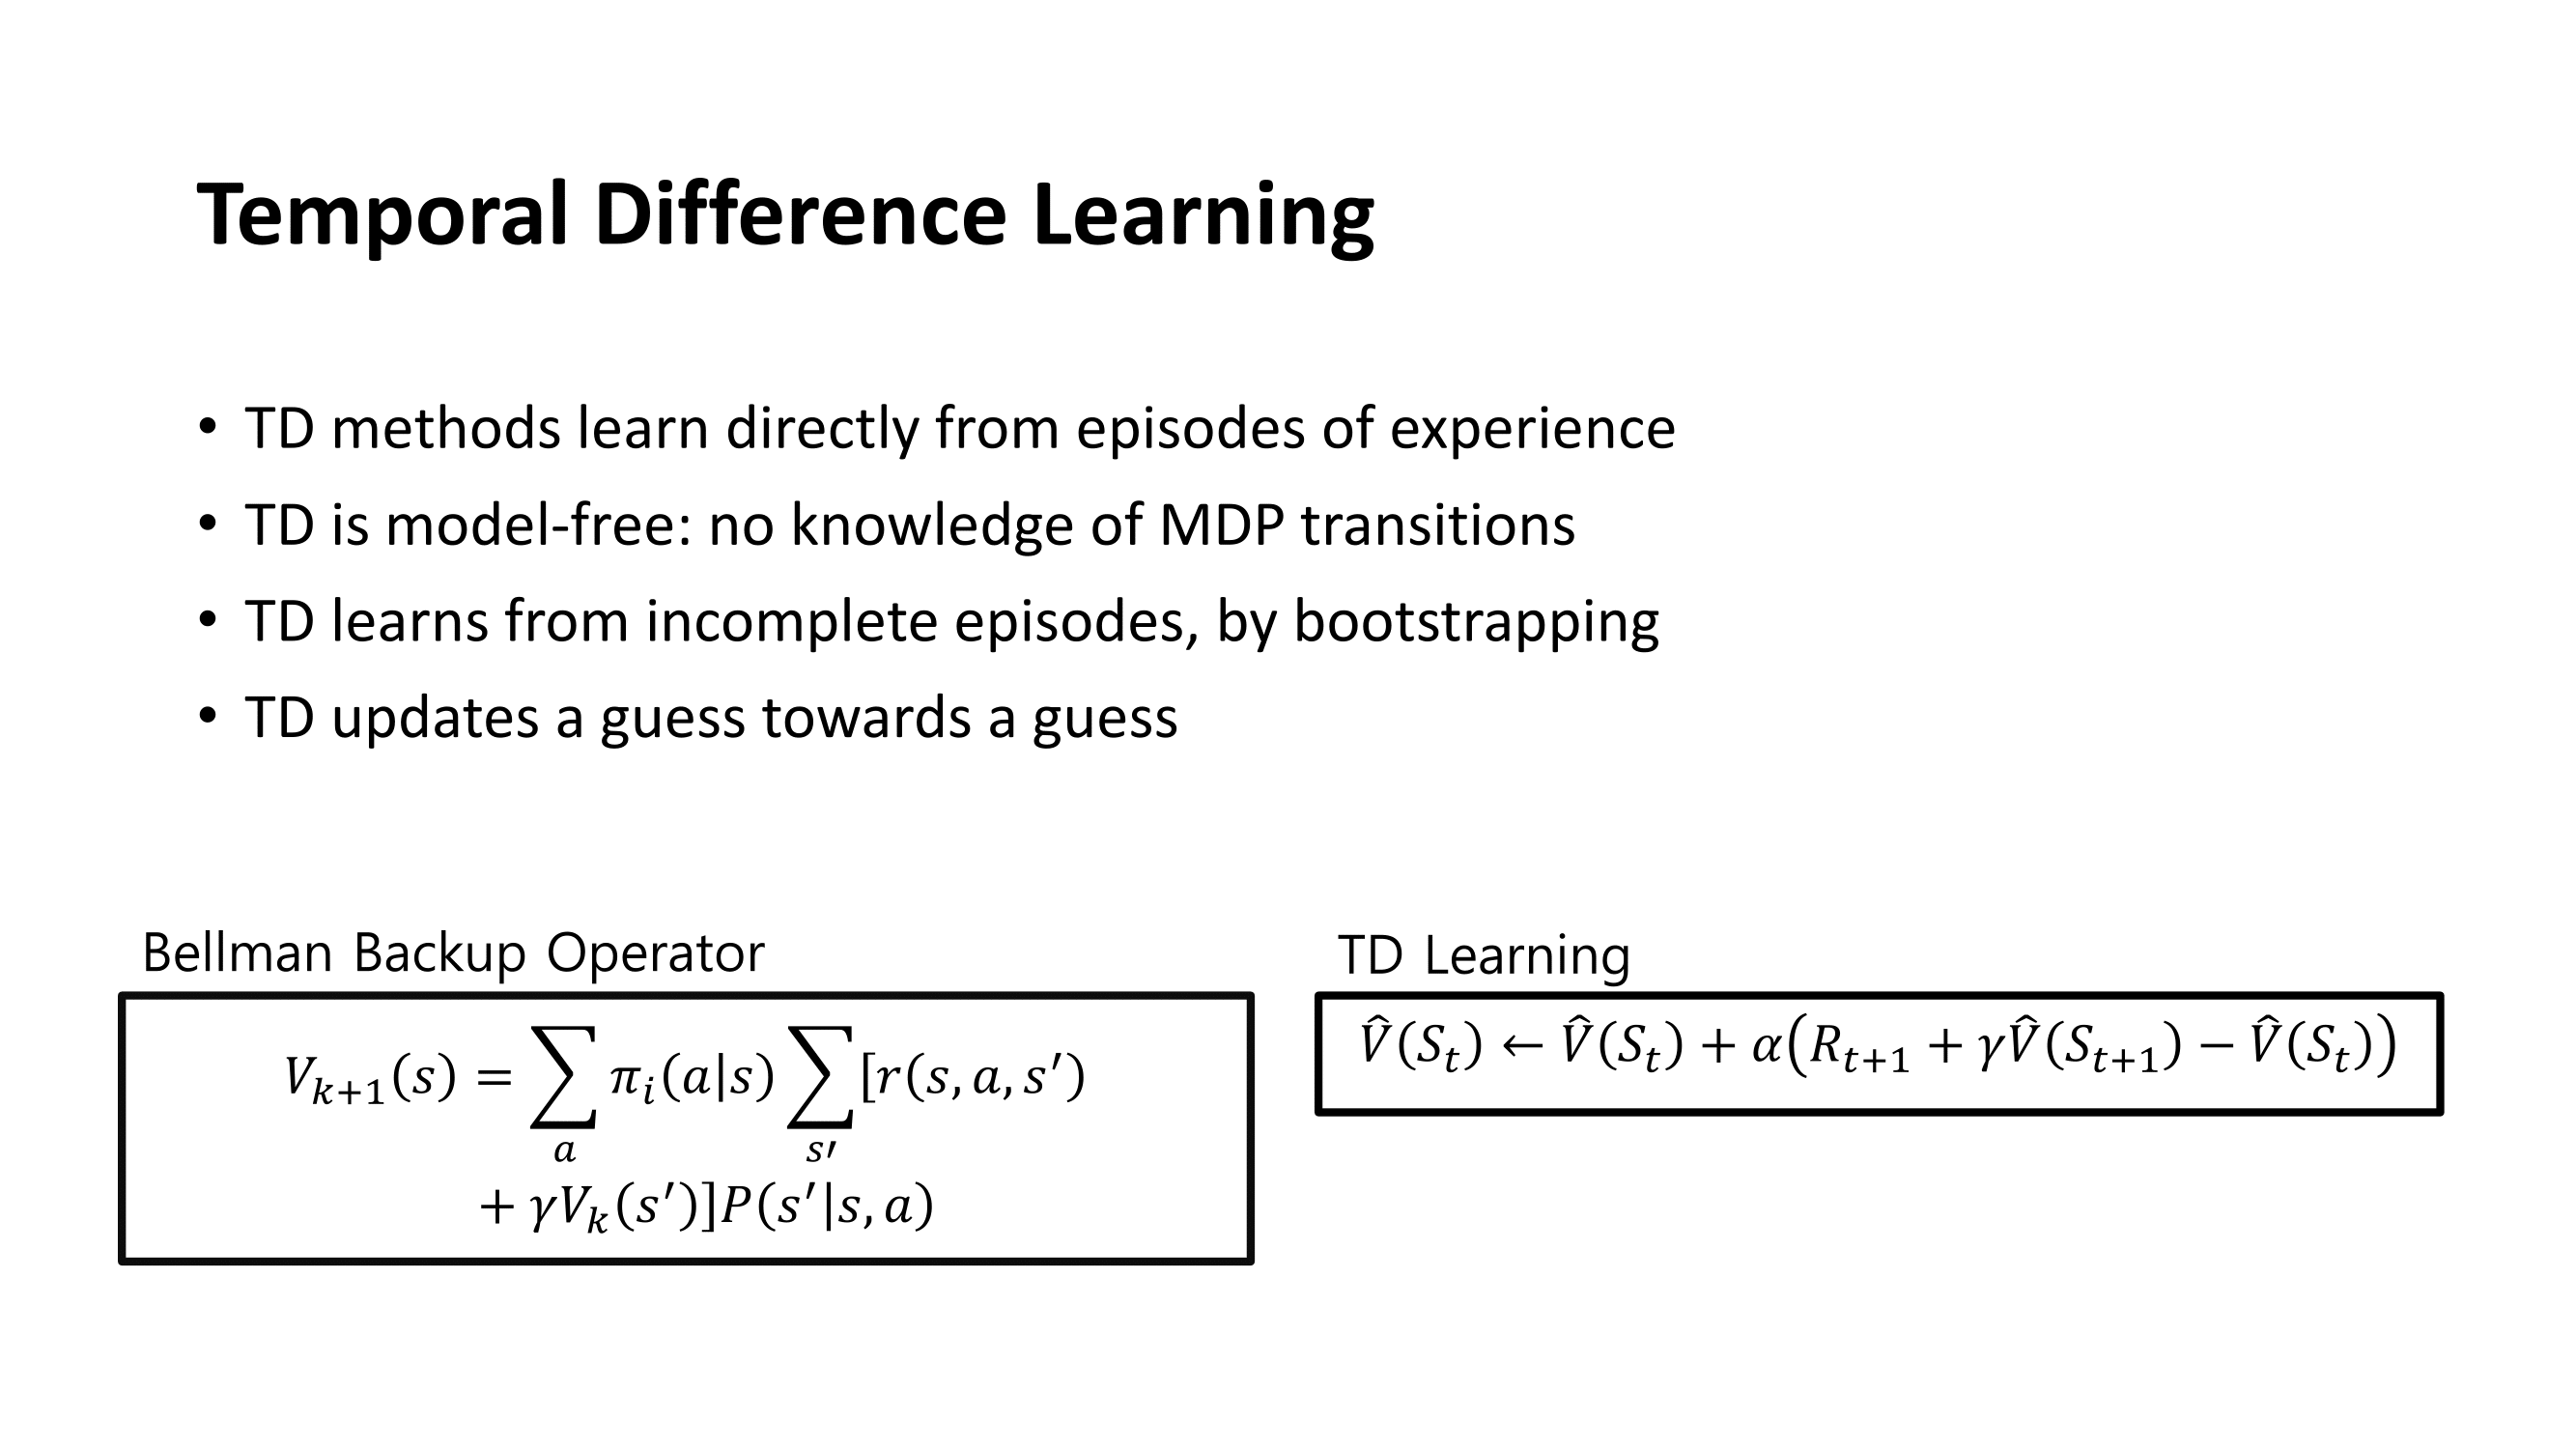 Temporal Difference Learning
• TD methods learn directly from episodes of experience
• TD is model-free: no knowledge of MDP transitions
• TD learns from incomplete episodes, by bootstrapping
• TD updates a guess towards a guess
Bellman Backup Operator
$V_{k+1}(s) = \sum_{a} \pi_i(a|s) \sum_{s'} [r(s, a, s')$
$+ \gamma V_k(s')] P(s'|s, a)$
TD Learning
$\hat{V}(S_t) \leftarrow \hat{V}(S_t) + \alpha \left( R_{t+1} + \gamma \hat{V}(S_{t+1}) - \hat{V}(S_t) \right)$